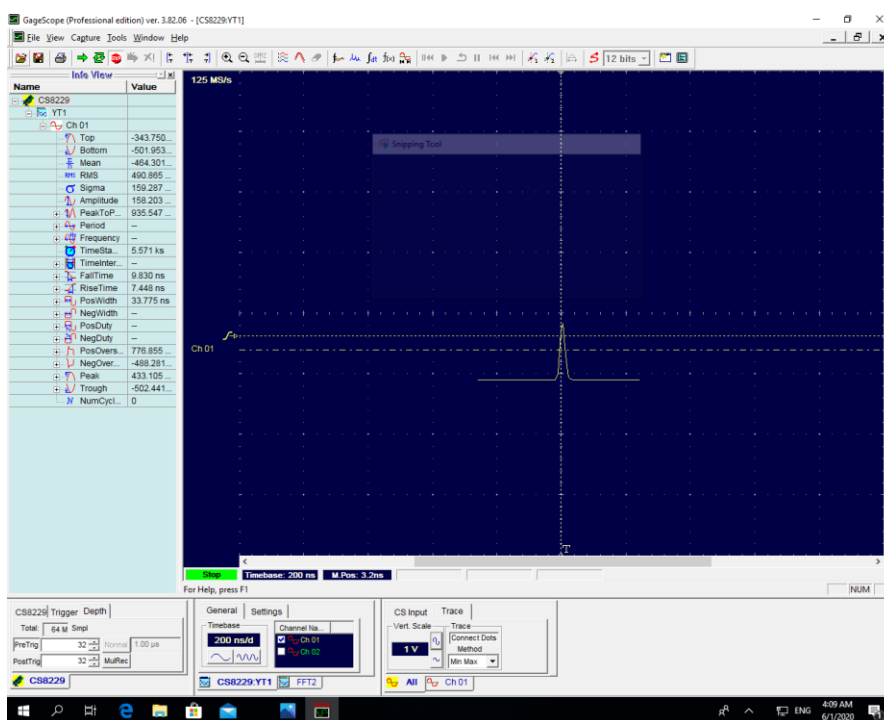 GageScope (Professional edition) ver. 3.82.06 - [CS8229:YT1]
File View Capture Tools Window Help
12 bits
Info View
Name Value
CS8229
YT1
Ch 01
Top -343.750...
Bottom -501.953...
Mean -464.301...
RMS RMS 490.865 ...
Sigma 159.287 ...
Amplitude 158.203 ...
PeakToP... 935.547 ...
Period --
Frequency --
TimeSta... 5.571 ks
TimeInter... --
FallTime 9.830 ns
RiseTime 7.448 ns
PosWidth 33.775 ns
NegWidth --
PosDuty --
NegDuty --
PosOvers... 776.855 ...
NegOver... -488.281...
Peak 433.105 ...
Trough -502.441...
N NumCycl... 0
125 MS/s
Snipping Tool
Ch 01
T
Stop Timebase: 200 ns M.Pos: 3.2ns
For Help, press F1
NUM
CS8229 Trigger Depth
Total: 64 M Smpl
PreTrig 32 Normal 1.00 µs
PostTrig 32 MulRec
CS8229
General Settings
Timebase
200 ns/d
Channel Na...
Ch 01
Ch 02
CS8229:YT1 FFT2
CS Input Trace
Vert. Scale
1 V
Trace
Connect Dots
Method
Min Max
All Ch 01
ENG
4:09 AM
6/1/2020